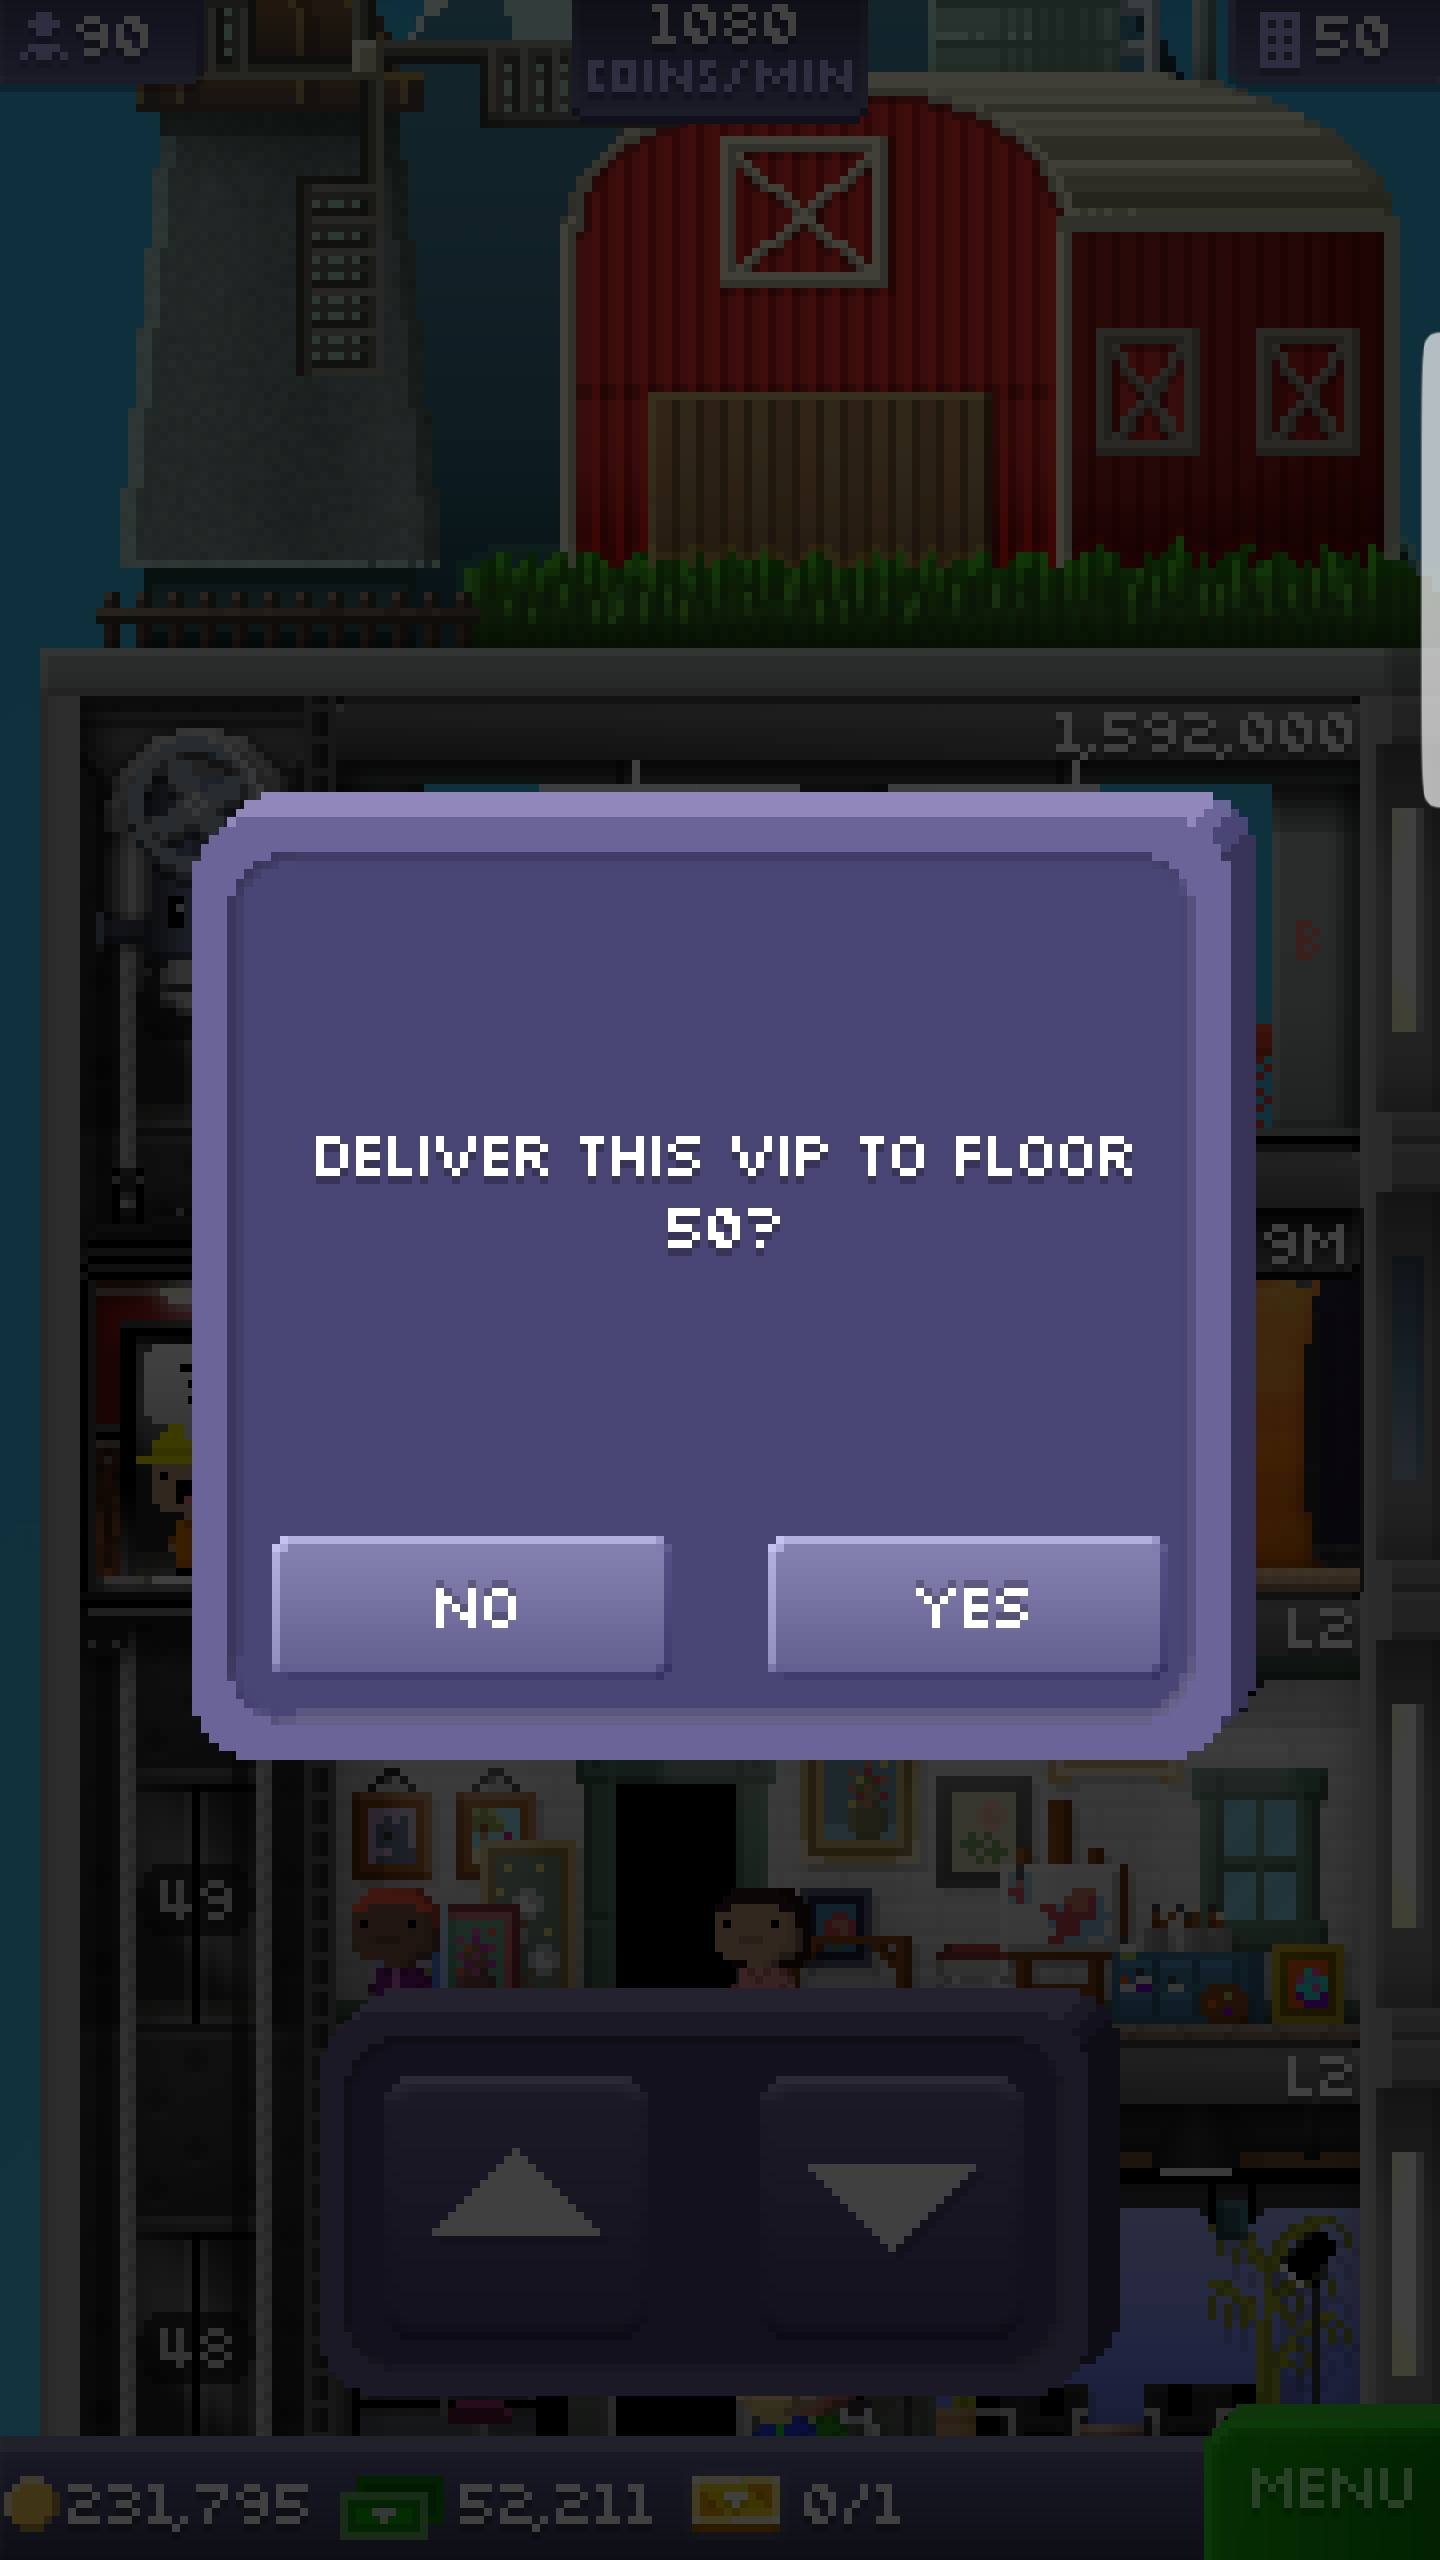 90
1080
COINS/MIN
50
1,592,000
B
9M
DELIVER THIS VIP TO FLOOR
50?
NO
YES
L2
49
L2
48
231,795
52,211
0/1
MENU